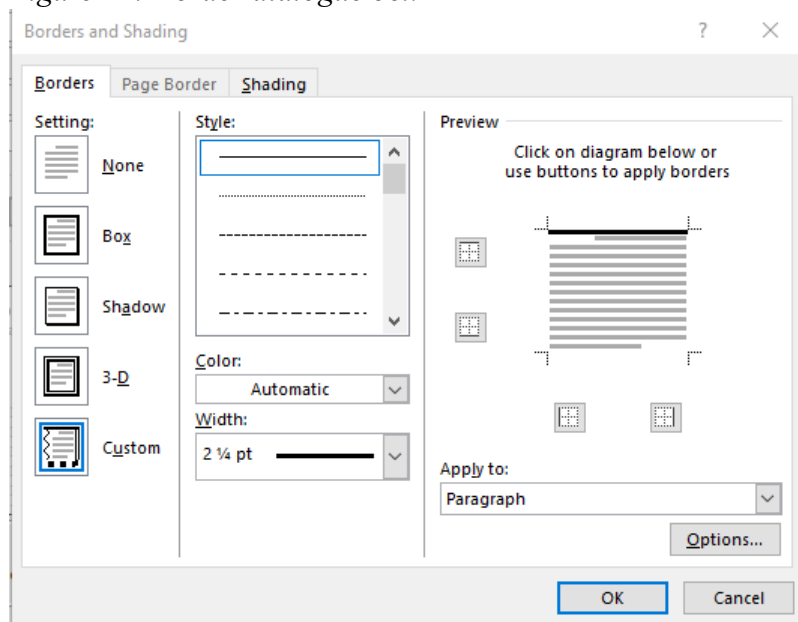 Borders and Shading ? ×
Borders Page Border Shading
Setting:
None
Box
Shadow
3-D
Custom
Style:
Color:
Automatic
Width:
2 ¼ pt
Preview
Click on diagram below or
use buttons to apply borders
Apply to:
Paragraph
Options...
OK Cancel